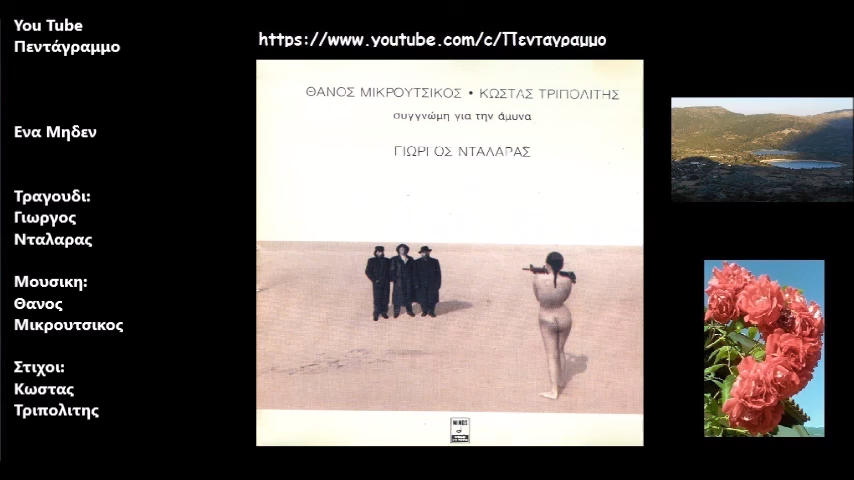 You Tube
Πεντάγραμμο
https://www.youtube.com/c/Πενταγραμμο
Ενα Μηδεν
Τραγουδι:
Γιωργος
Νταλαρας
Μουσικη:
Θανος
Μικρουτσικος
Στιχοι:
Κωστας
Τριπολιτης
ΘΑΝΟΣ ΜΙΚΡΟΥΤΣΙΚΟΣ • ΚΩΣΤΑΣ ΤΡΙΠΟΛΙΤΗΣ
συγγνώμη για την άμυνα
ΓΙΩΡΓΟΣ ΝΤΑΛΑΡΑΣ
MINOS